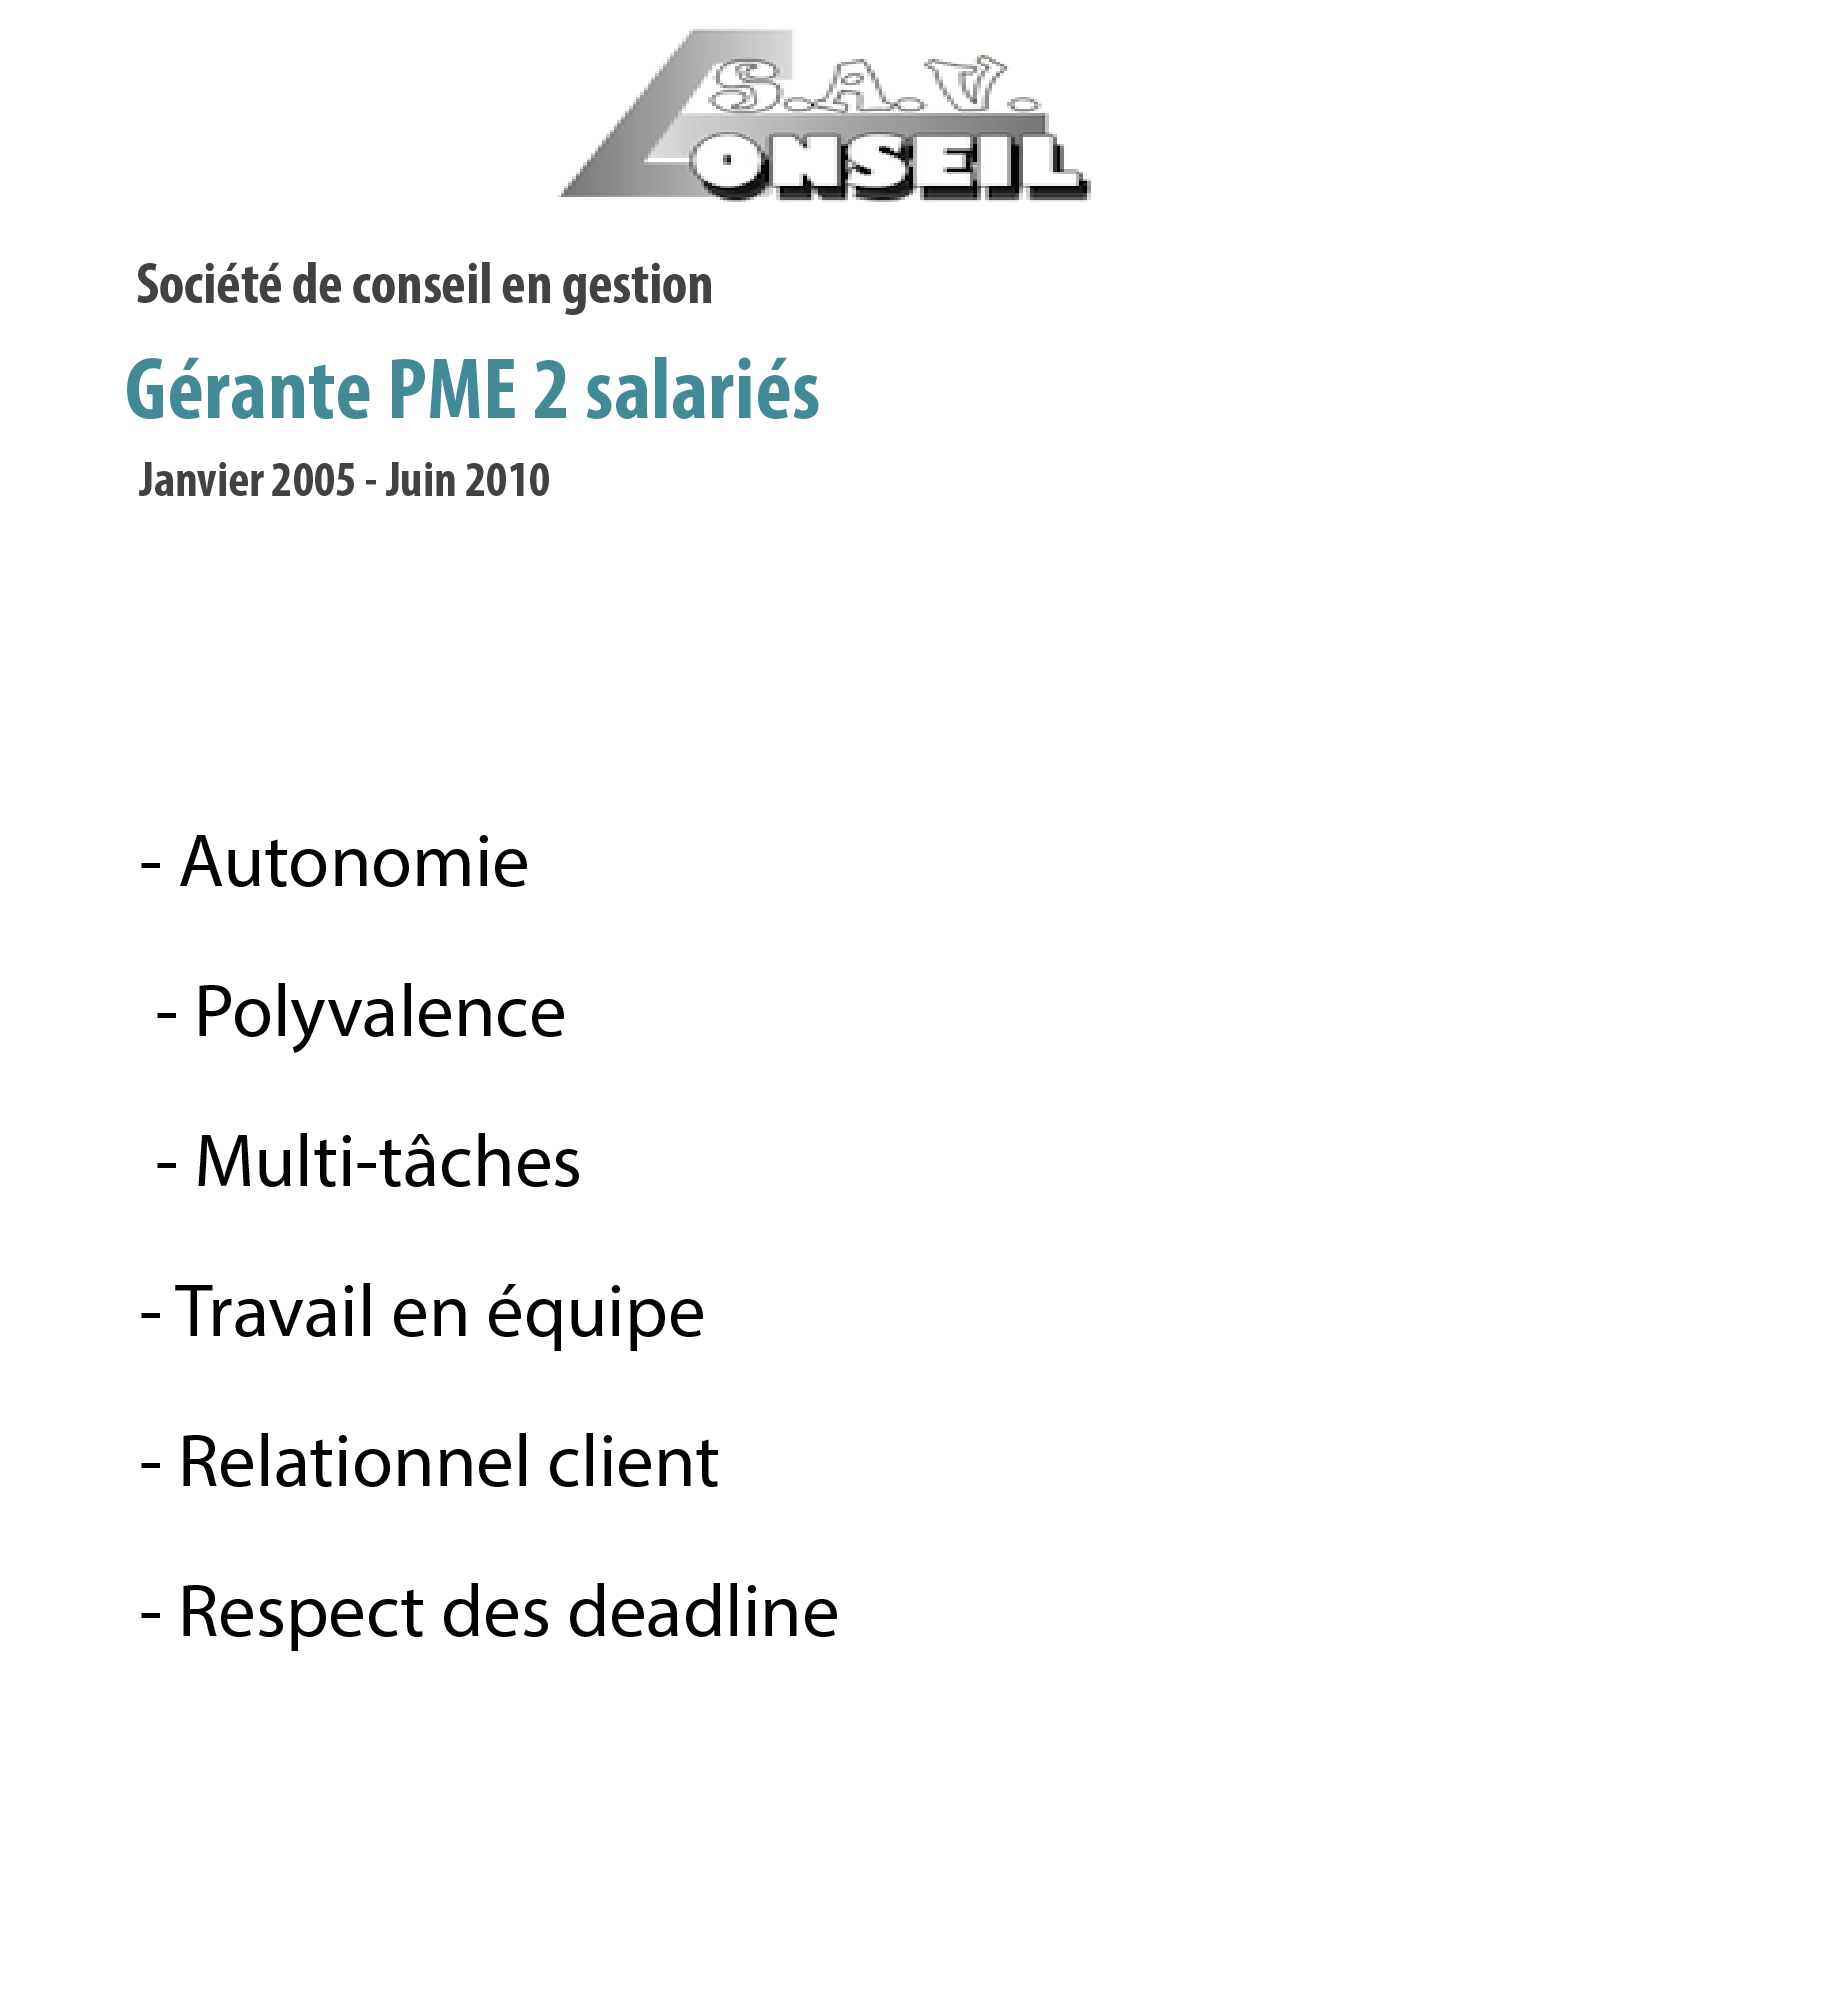 S.A.V.
CONSEIL
Société de conseil en gestion
Gérante PME 2 salariés
Janvier 2005 - Juin 2010
- Autonomie
- Polyvalence
- Multi-tâches
- Travail en équipe
- Relationnel client
- Respect des deadline